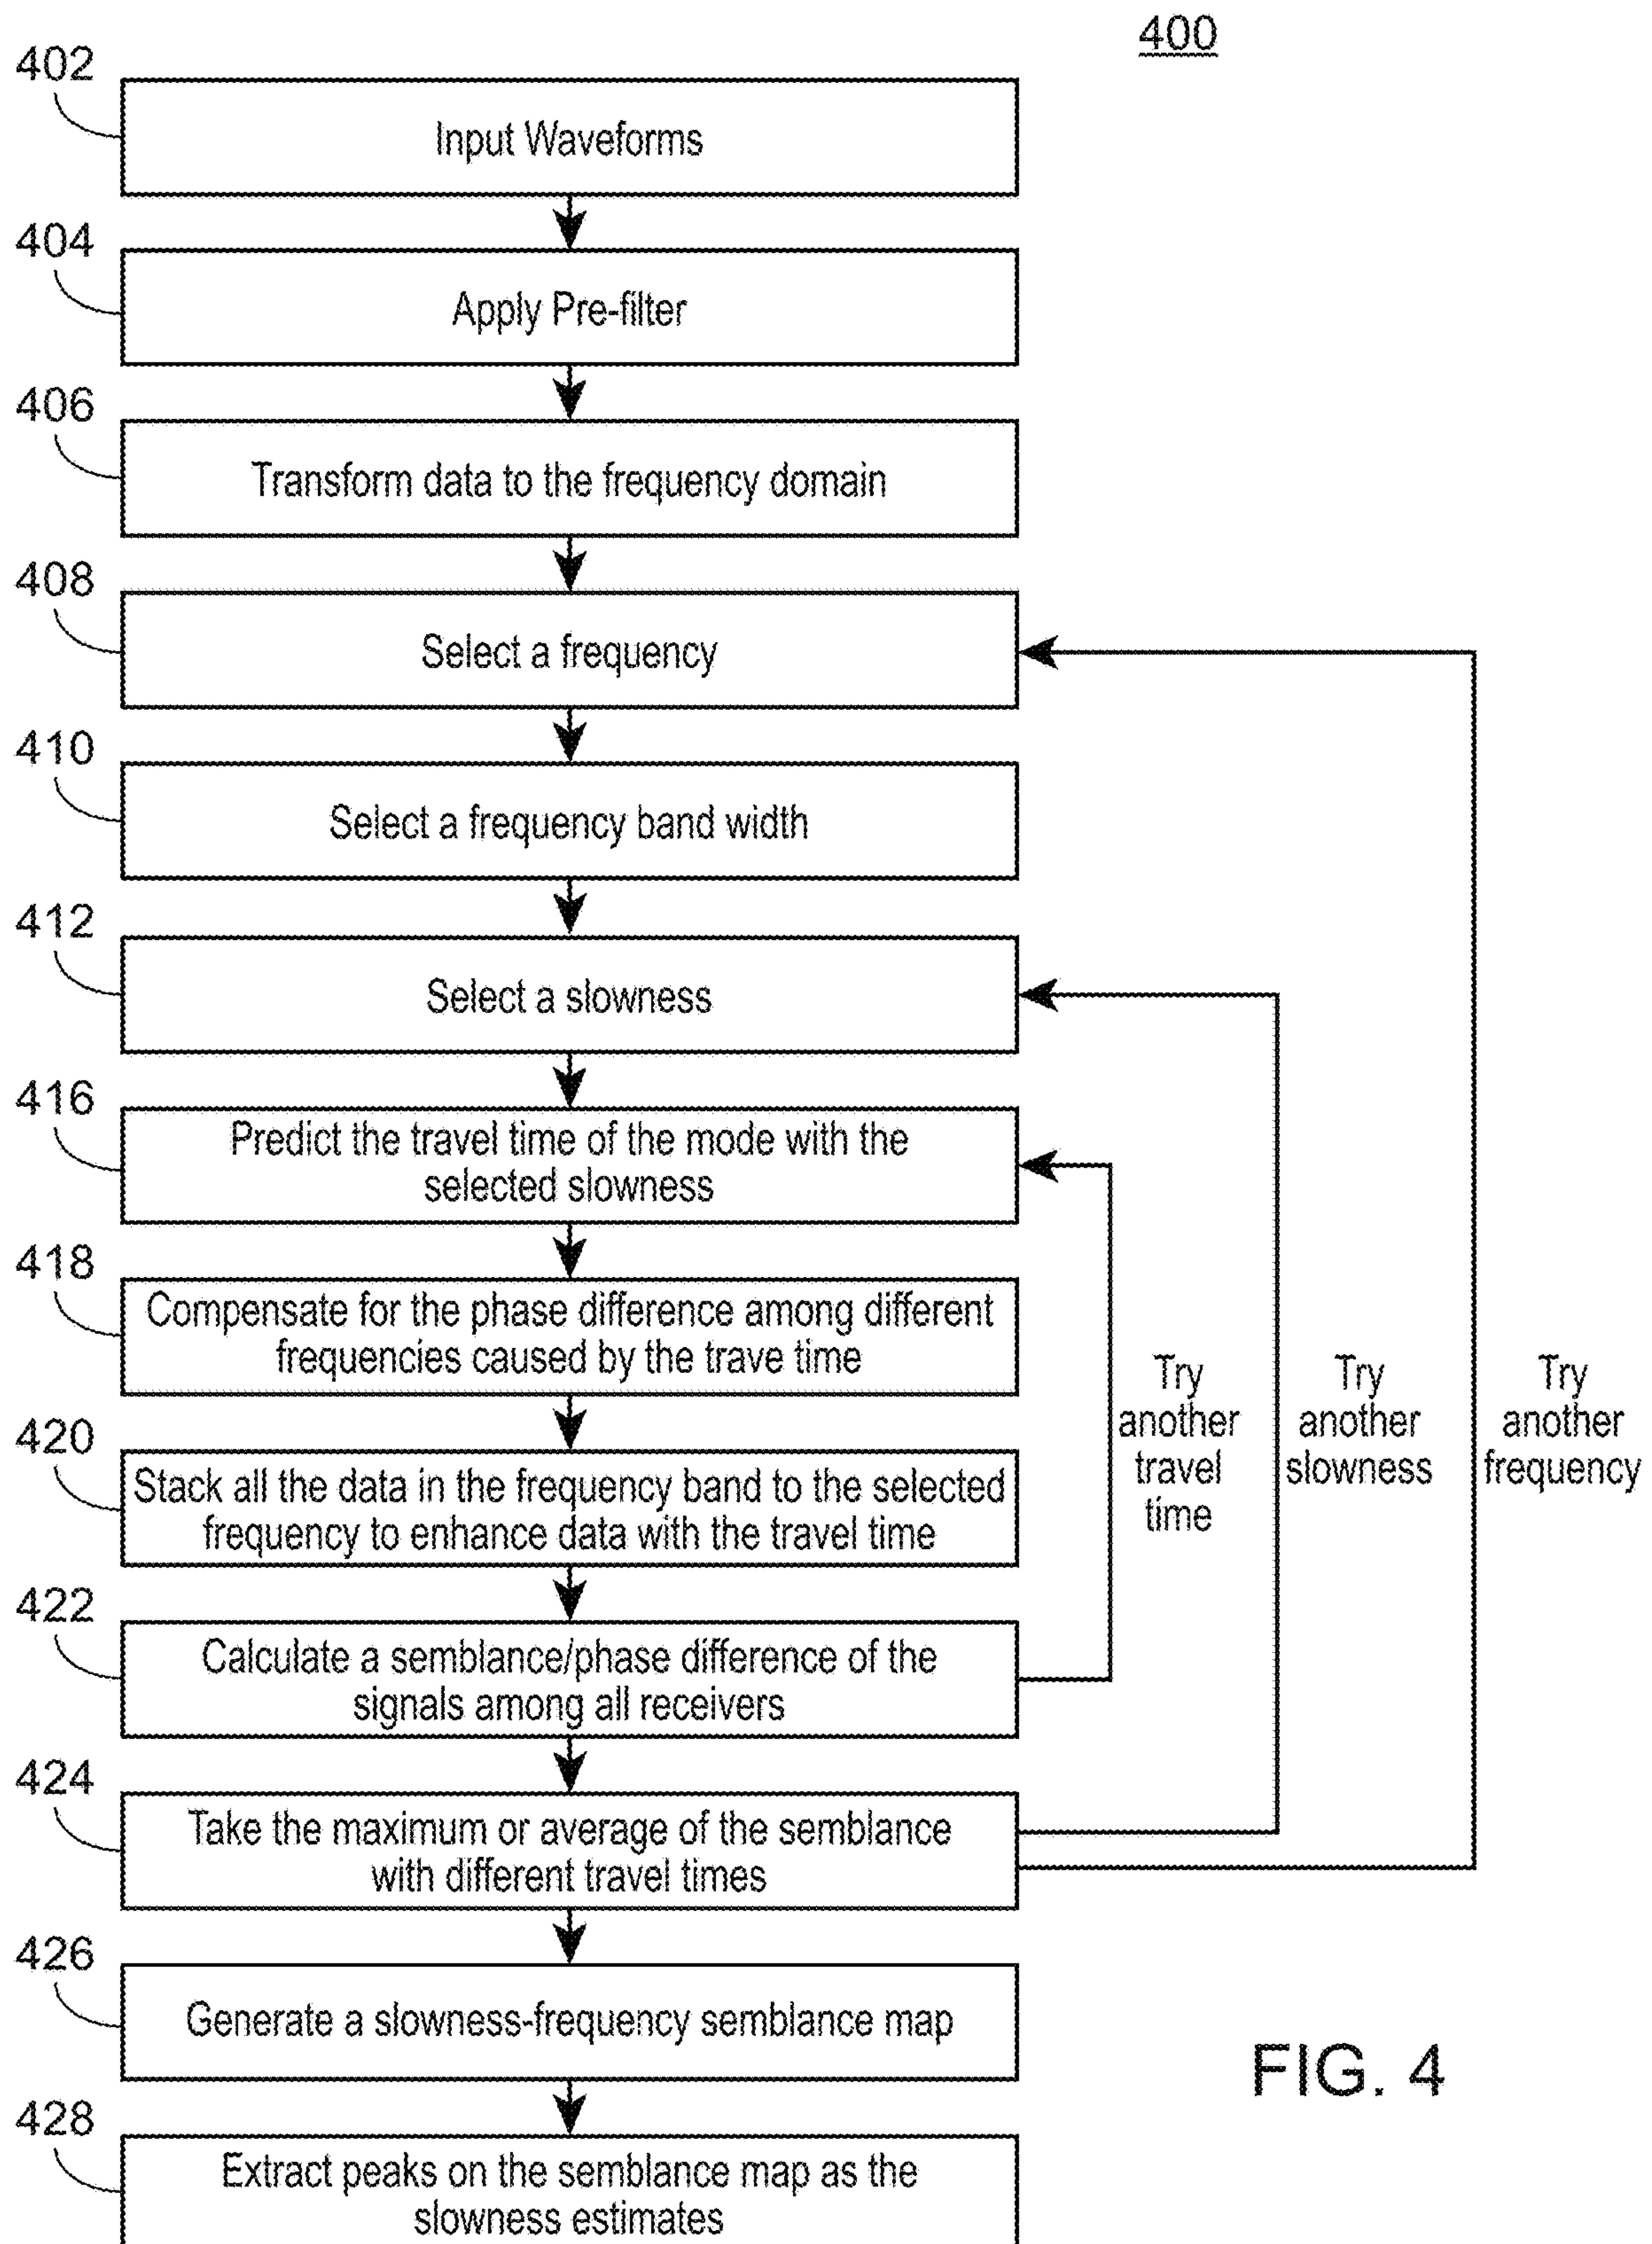 400
402
Input Waveforms
404
Apply Pre-filter
406
Transform data to the frequency domain
408
Select a frequency
410
Select a frequency band width
412
Select a slowness
416
Predict the travel time of the mode with the
selected slowness
418
Compensate for the phase difference among different
frequencies caused by the trave time
420
Stack all the data in the frequency band to the selected
frequency to enhance data with the travel time
422
Calculate a semblance/phase difference of the
signals among all receivers
424
Take the maximum or average of the semblance
with different travel times
426
Generate a slowness-frequency semblance map
428
Extract peaks on the semblance map as the
slowness estimates
Try
another
travel
time
Try
another
slowness
Try
another
frequency
FIG. 4